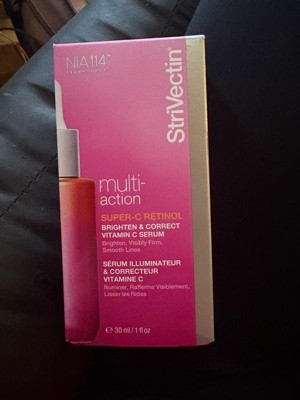 NIA114™
StriVectin®
multi-
action
SUPER-C RETINOL
BRIGHTEN & CORRECT
VITAMIN C SERUM
Brighten, Visibly Firm,
Smooth Lines
SÉRUM ILLUMINATEUR
& CORRECTEUR
VITAMINE C
Illuminer, Raffermir Visiblement,
Lisser les Rides
℮ 30 ml / 1 fl oz